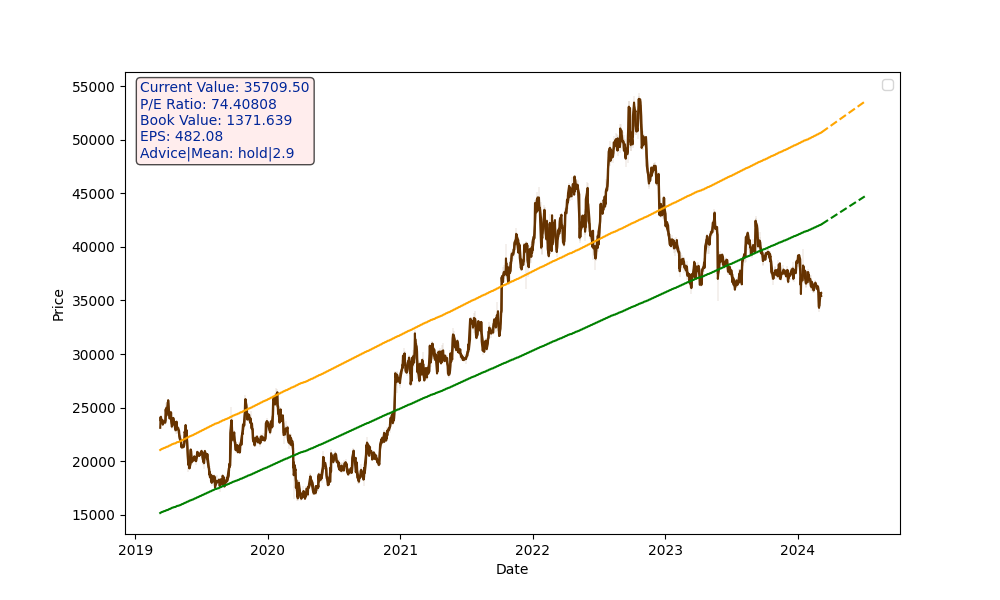 Current Value: 35709.50
P/E Ratio: 74.40808
Book Value: 1371.639
EPS: 482.08
Advice|Mean: hold|2.9
55000
50000
45000
40000
35000
30000
25000
20000
15000
Price
2019 2020 2021 2022 2023 2024
Date